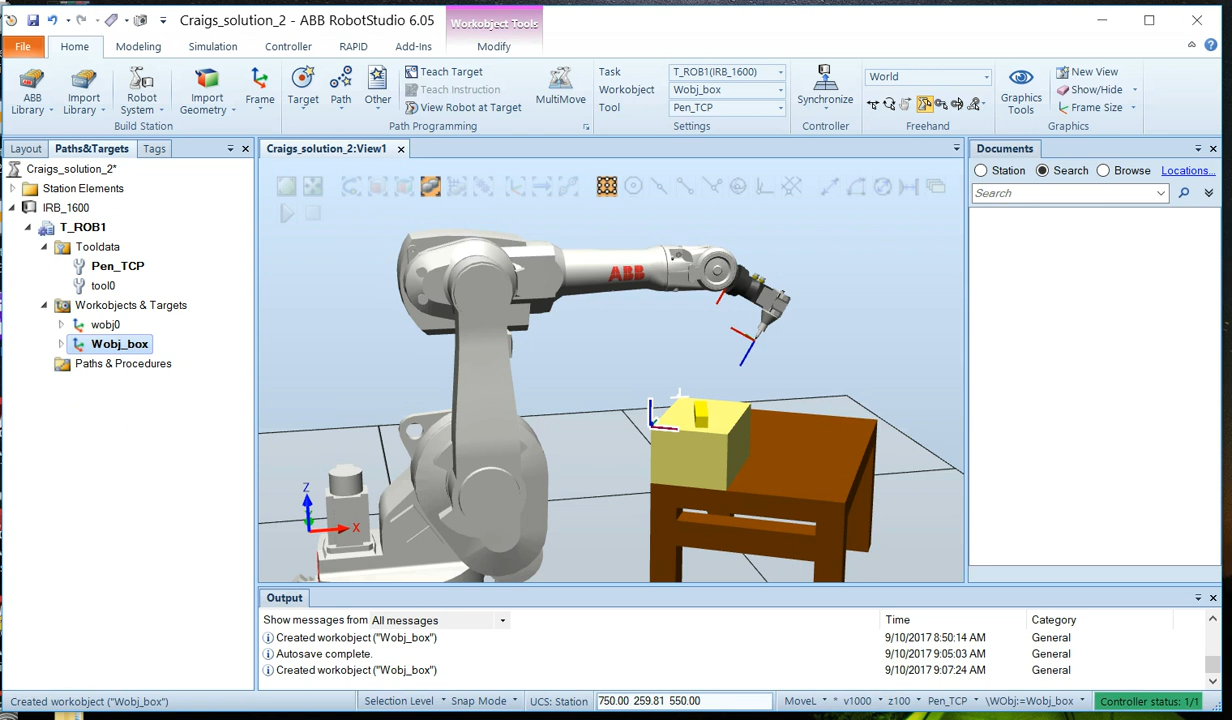 Craigs_solution_2 - ABB RobotStudio 6.05
Workobject Tools
File
Home
Modeling
Simulation
Controller
RAPID
Add-Ins
Modify
ABB Library
Import Library
Robot System
Import Geometry
Frame
Build Station
Target
Path
Other
Teach Target
Teach Instruction
View Robot at Target
MultiMove
Path Programming
Task T_ROB1(IRB_1600)
Workobject Wobj_box
Tool Pen_TCP
Settings
Synchronize
Controller
World
Freehand
Graphics Tools
New View
Show/Hide
Frame Size
Graphics
Layout
Paths&Targets
Tags
Craigs_solution_2*
Station Elements
IRB_1600
T_ROB1
Tooldata
Pen_TCP
tool0
Workobjects & Targets
wobj0
Wobj_box
Paths & Procedures
Craigs_solution_2:View1
ABB
Z
X
Documents
Station
Search
Browse
Locations...
Search
Output
Show messages from All messages
Time
Category
Created workobject ("Wobj_box") 9/10/2017 8:50:14 AM General
Autosave complete. 9/10/2017 9:05:03 AM General
Created workobject ("Wobj_box") 9/10/2017 9:07:24 AM General
Created workobject ("Wobj_box")
Selection Level
Snap Mode
UCS: Station
750.00 259.81 550.00
MoveL * v1000 z100 Pen_TCP \WObj:=Wobj_box
Controller status: 1/1